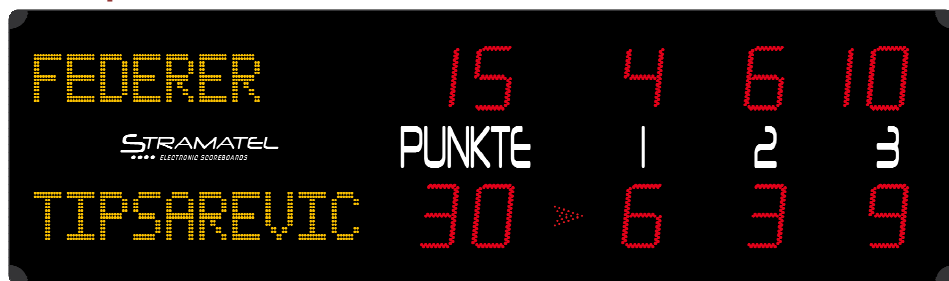 FEDERER 15 4 6 10
STRAMATEL PUNKTE 1 2 3
ELECTRONIC SCOREBOARDS
TIPSAREVIC 30 6 3 9